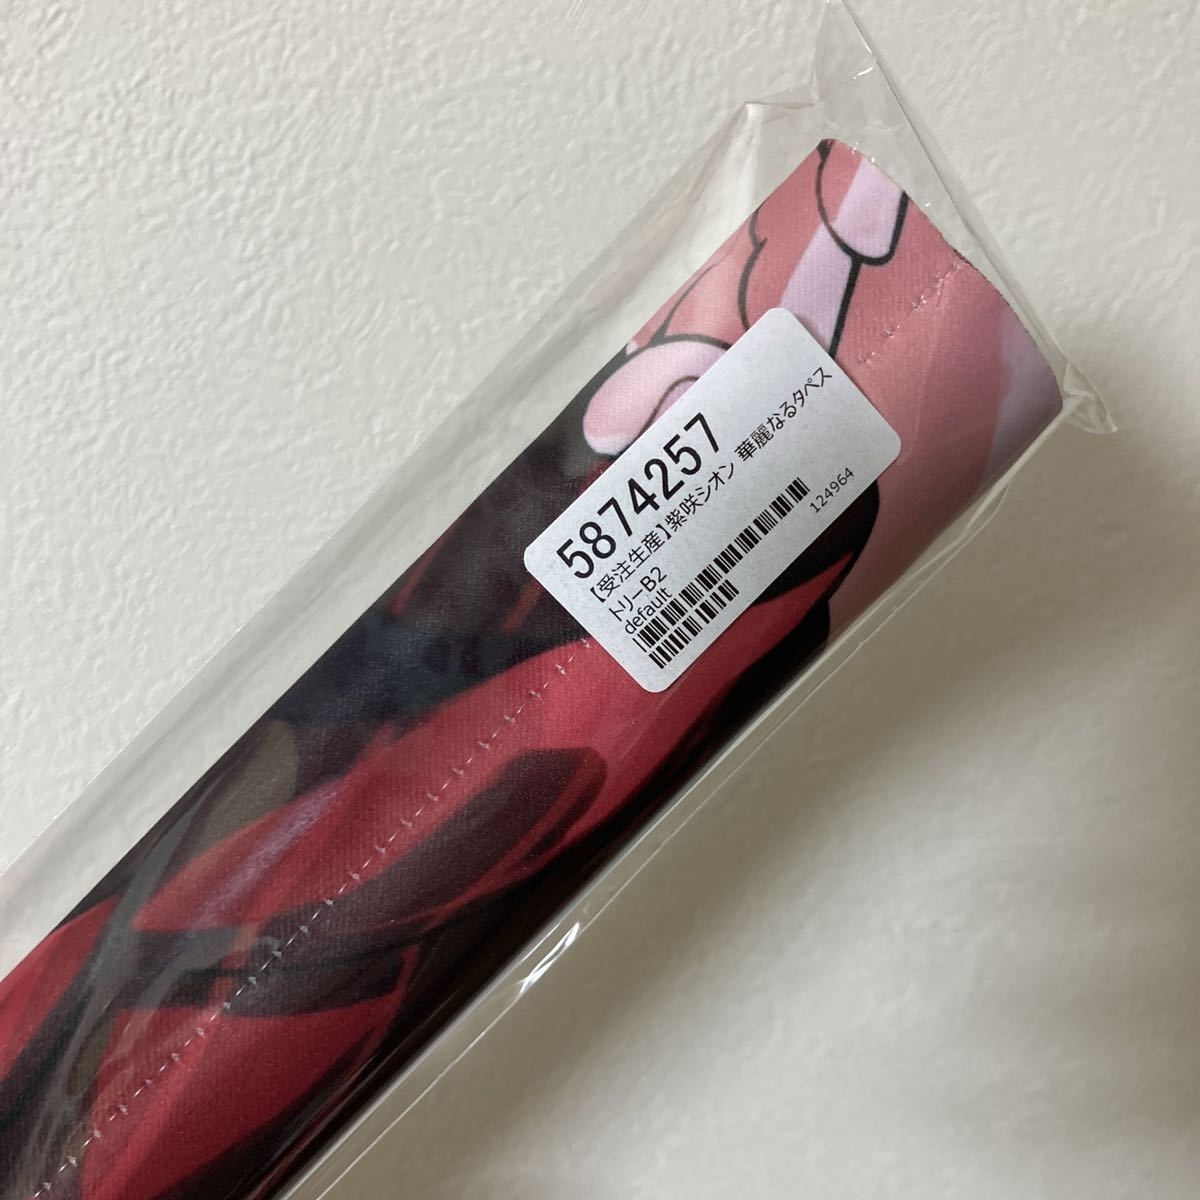 5874257
【受注生産】紫咲シオン 華麗なるタペス
トリーB2
default
124964